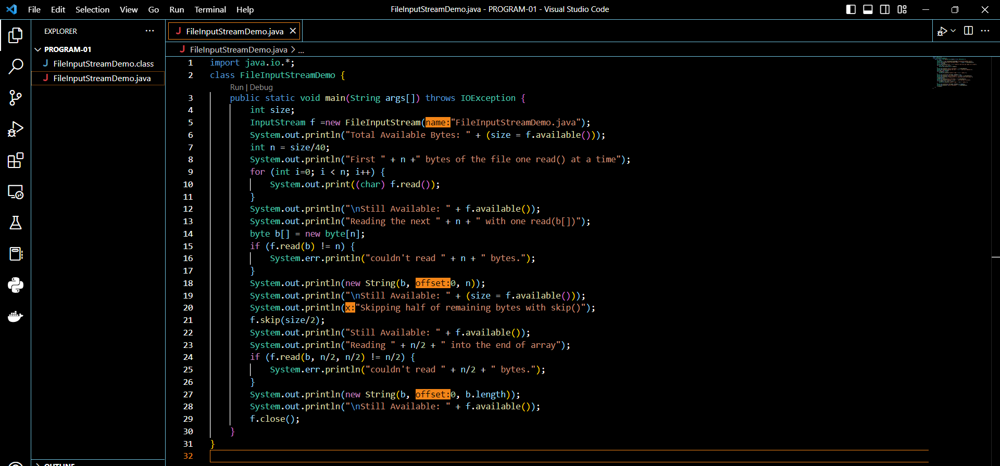 File Edit Selection View Go Run Terminal Help
FileInputStreamDemo.java - PROGRAM-01 - Visual Studio Code
EXPLORER
PROGRAM-01
FileInputStreamDemo.class
FileInputStreamDemo.java
FileInputStreamDemo.java
FileInputStreamDemo.java > ...
1 import java.io.*;
2 class FileInputStreamDemo {
Run | Debug
3 public static void main(String args[]) throws IOException {
4 int size;
5 InputStream f =new FileInputStream(name:"FileInputStreamDemo.java");
6 System.out.println("Total Available Bytes: " + (size = f.available()));
7 int n = size/40;
8 System.out.println("First " + n +" bytes of the file one read() at a time");
9 for (int i=0; i < n; i++) {
10 System.out.print((char) f.read());
11 }
12 System.out.println("\nStill Available: " + f.available());
13 System.out.println("Reading the next " + n + " with one read(b[])");
14 byte b[] = new byte[n];
15 if (f.read(b) != n) {
16 System.err.println("couldn't read " + n + " bytes.");
17 }
18 System.out.println(new String(b, offset:0, n));
19 System.out.println("\nStill Available: " + (size = f.available()));
20 System.out.println(x:"Skipping half of remaining bytes with skip()");
21 f.skip(size/2);
22 System.out.println("Still Available: " + f.available());
23 System.out.println("Reading " + n/2 + " into the end of array");
24 if (f.read(b, n/2, n/2) != n/2) {
25 System.err.println("couldn't read " + n/2 + " bytes.");
26 }
27 System.out.println(new String(b, offset:0, b.length));
28 System.out.println("\nStill Available: " + f.available());
29 f.close();
30 }
31 }
32
OUTLINE